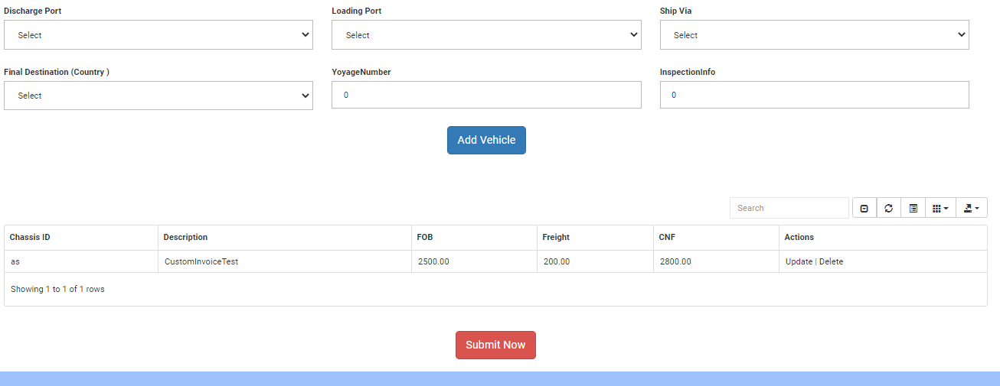 Discharge Port Loading Port Ship Via
Select Select Select
Final Destination (Country ) YoyageNumber InspectionInfo
Select 0 0
Add Vehicle
Search
Chassis ID Description FOB Freight CNF Actions
as CustomInvoiceTest 2500.00 200.00 2800.00 Update | Delete
Showing 1 to 1 of 1 rows
Submit Now